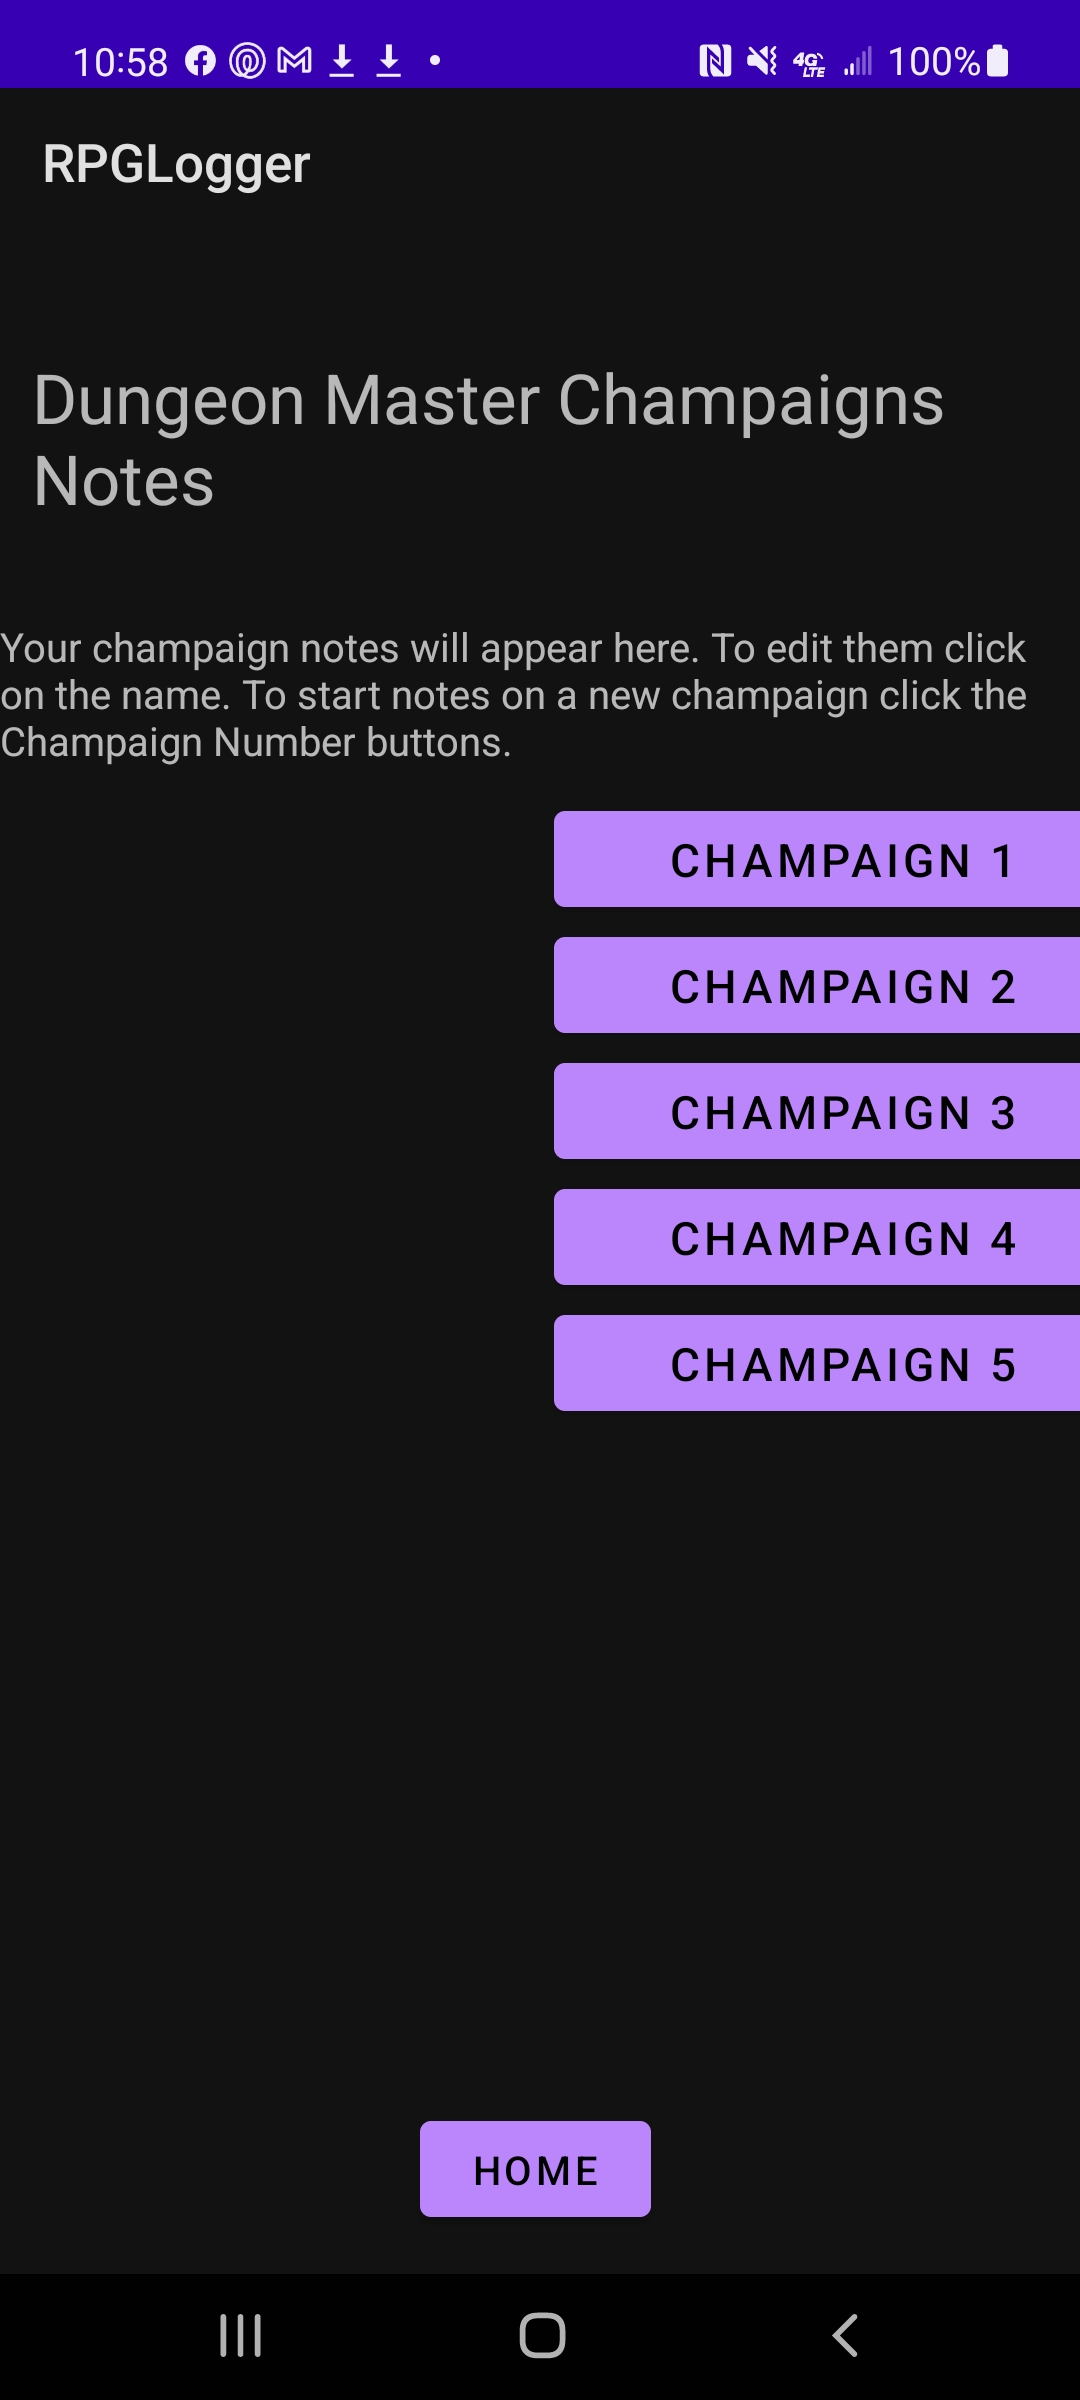 10:58 100%
RPGLogger
Dungeon Master Champaigns
Notes
Your champaign notes will appear here. To edit them click
on the name. To start notes on a new champaign click the
Champaign Number buttons.
CHAMPAIGN 1
CHAMPAIGN 2
CHAMPAIGN 3
CHAMPAIGN 4
CHAMPAIGN 5
HOME